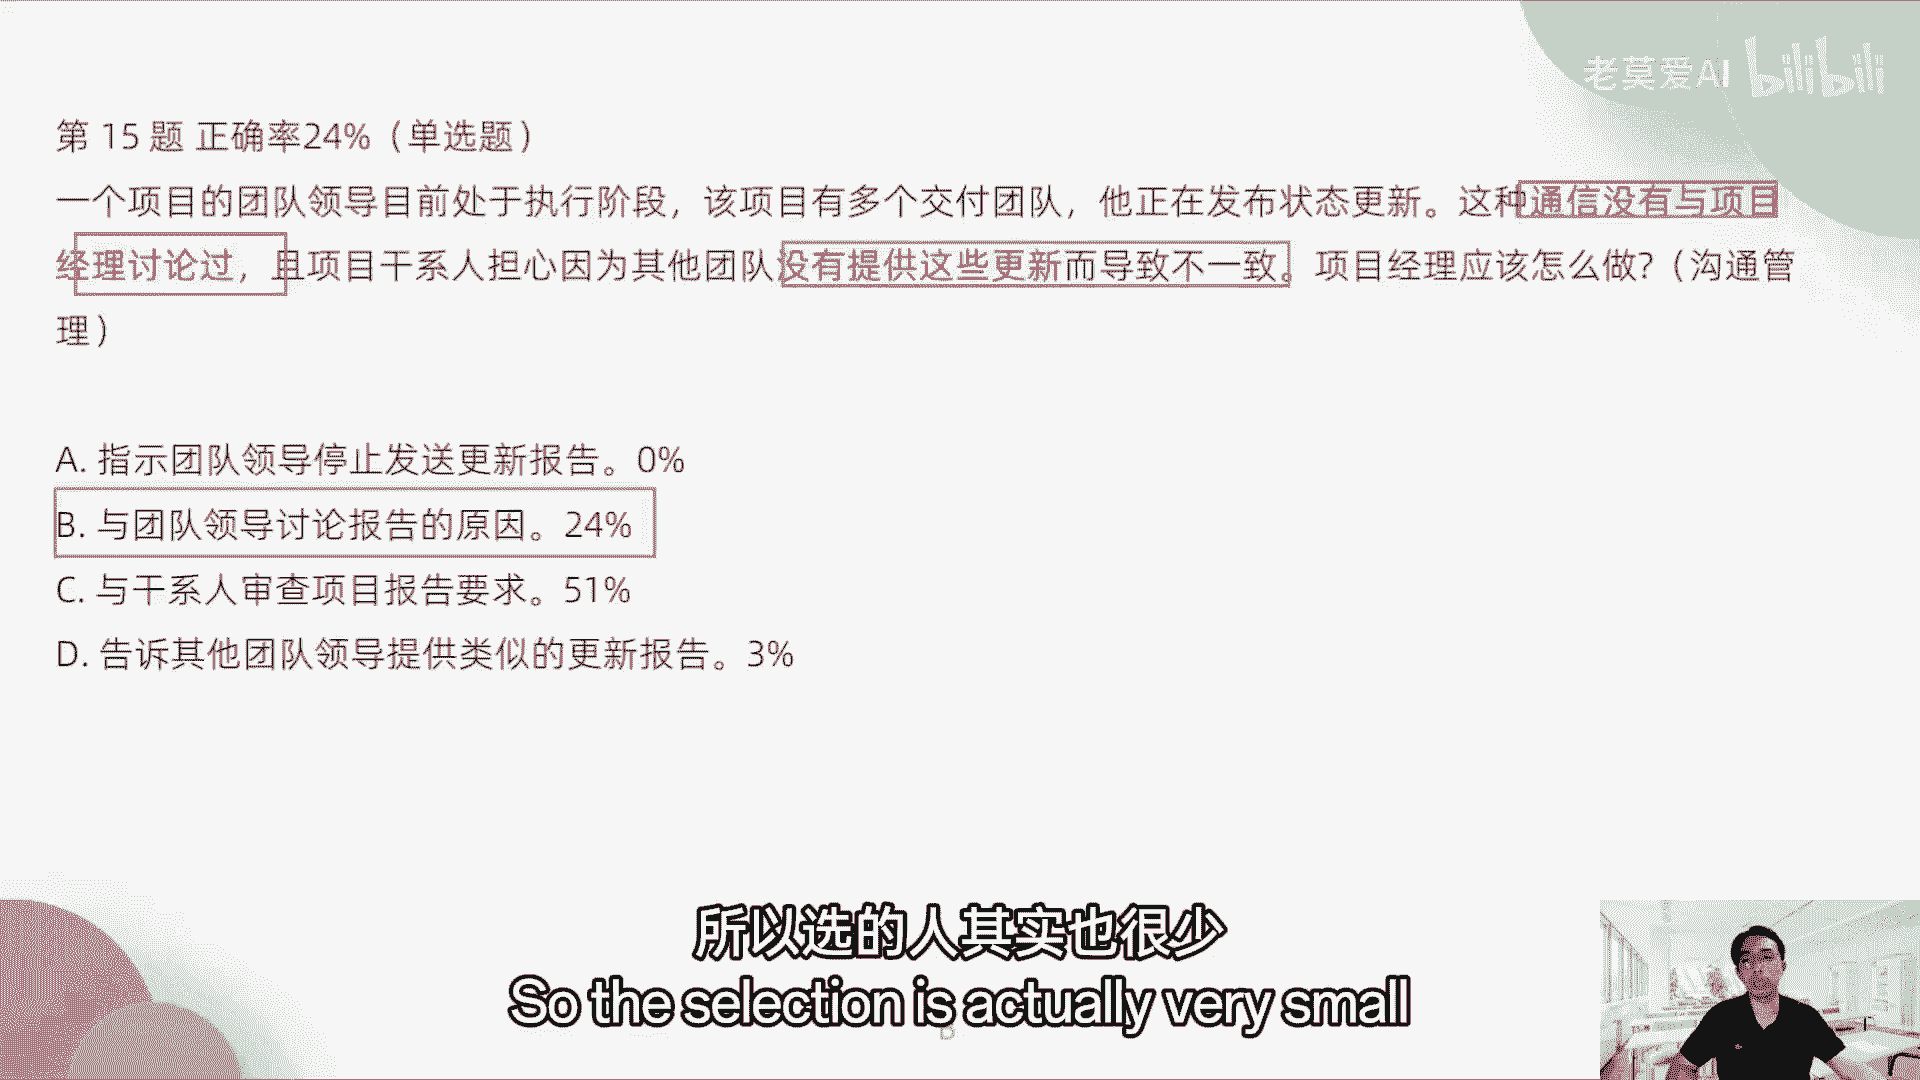 老莫爱AI bilibili
第 15 题 正确率24%（单选题）
一个项目的团队领导目前处于执行阶段，该项目有多个交付团队，他正在发布状态更新。这种通信没有与项目
经理讨论过，且项目干系人担心因为其他团队没有提供这些更新而导致不一致。项目经理应该怎么做?（沟通管
理）
A. 指示团队领导停止发送更新报告。0%
B. 与团队领导讨论报告的原因。24%
C. 与干系人审查项目报告要求。51%
D. 告诉其他团队领导提供类似的更新报告。3%
所以选的人其实也很少
So the selection is actually very small
B